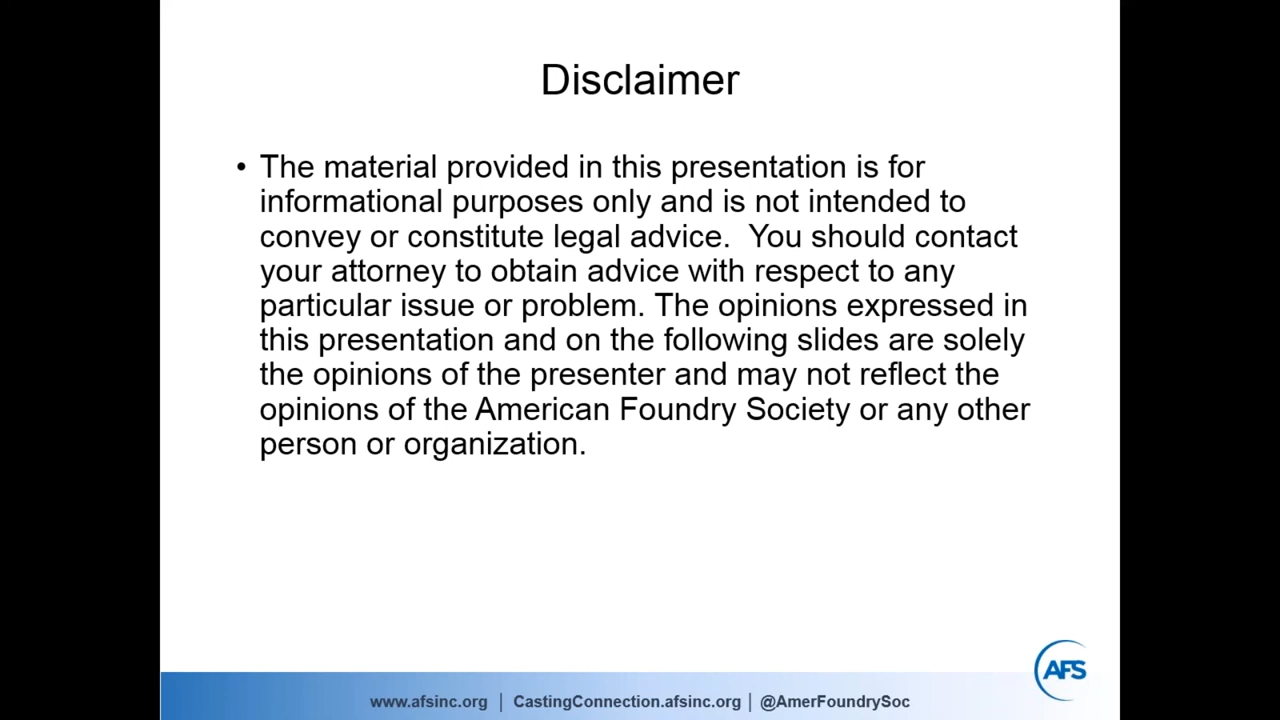 Disclaimer
• The material provided in this presentation is for
informational purposes only and is not intended to
convey or constitute legal advice.  You should contact
your attorney to obtain advice with respect to any
particular issue or problem. The opinions expressed in
this presentation and on the following slides are solely
the opinions of the presenter and may not reflect the
opinions of the American Foundry Society or any other
person or organization.
AFS
www.afsinc.org | CastingConnection.afsinc.org | @AmerFoundrySoc